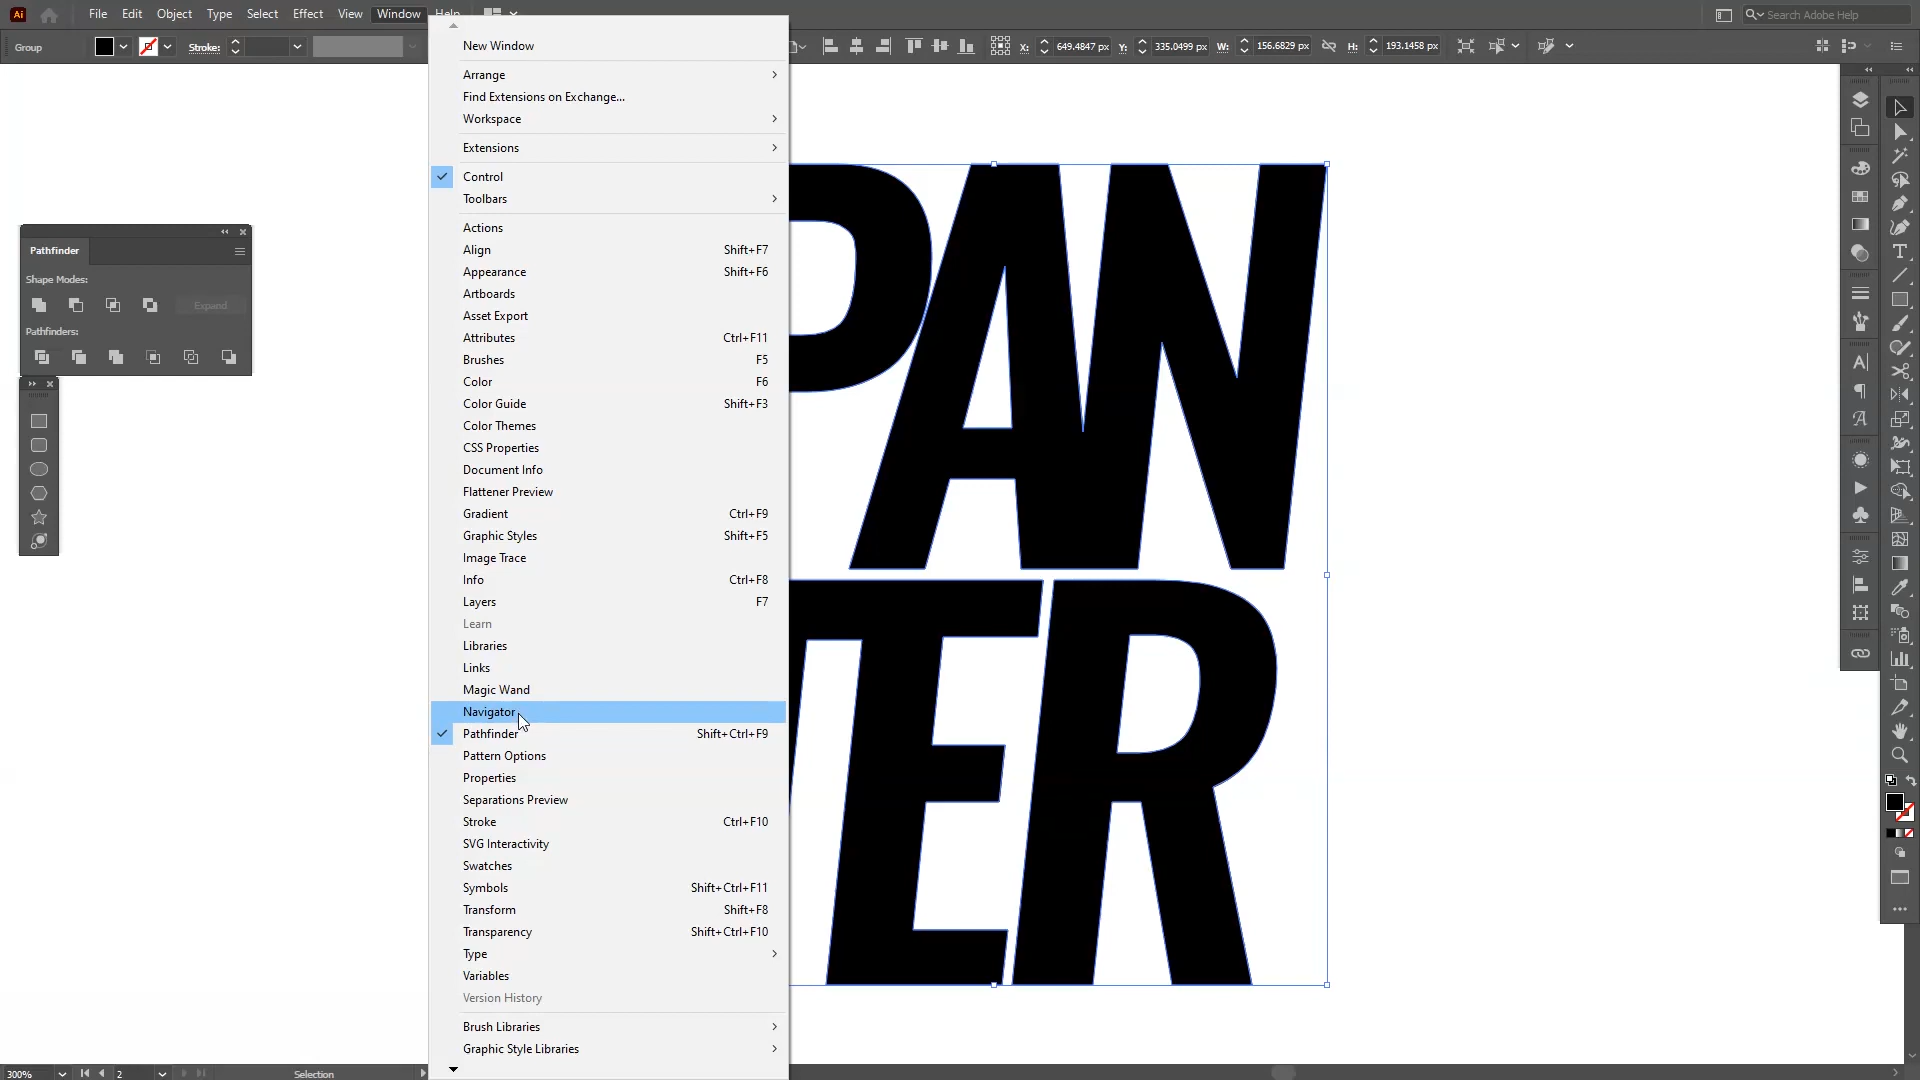 Ai File Edit Object Type Select Effect View Window Help Search Adobe Help
Group Stroke: X: 649.4847 px Y: 335.0499 px W: 156.6829 px H: 193.1458 px
New Window
Arrange
Find Extensions on Exchange...
Workspace
Extensions
Control
Toolbars
Actions
Align Shift+F7
Appearance Shift+F6
Artboards
Asset Export
Attributes Ctrl+F11
Brushes F5
Color F6
Color Guide Shift+F3
Color Themes
CSS Properties
Document Info
Flattener Preview
Gradient Ctrl+F9
Graphic Styles Shift+F5
Image Trace
Info Ctrl+F8
Layers F7
Learn
Libraries
Links
Magic Wand
Navigator
Pathfinder Shift+Ctrl+F9
Pattern Options
Properties
Separations Preview
Stroke Ctrl+F10
SVG Interactivity
Swatches
Symbols Shift+Ctrl+F11
Transform Shift+F8
Transparency Shift+Ctrl+F10
Type
Variables
Version History
Brush Libraries
Graphic Style Libraries
Pathfinder
Shape Modes:
Expand
Pathfinders:
PAN
TER
300% 2 Selection